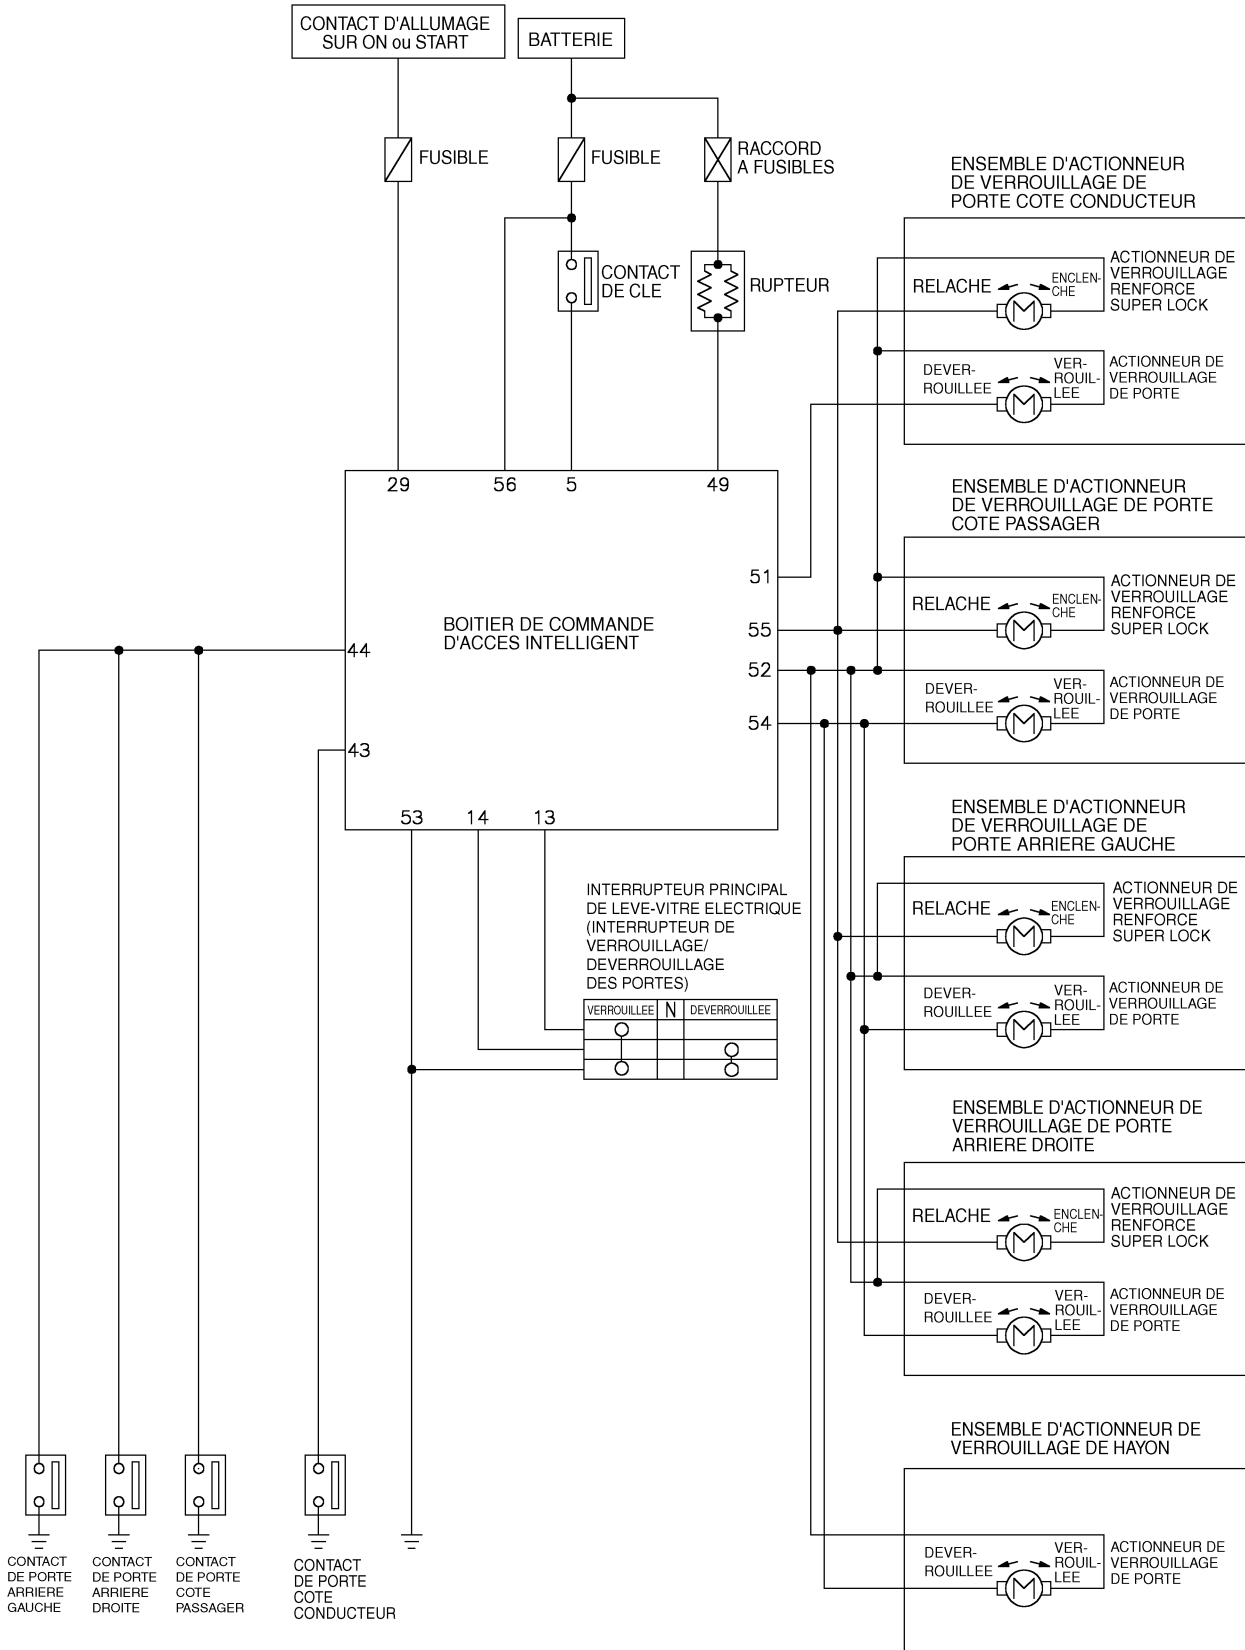 CONTACT D'ALLUMAGE
SUR ON ou START
BATTERIE
FUSIBLE
FUSIBLE
RACCORD
A FUSIBLES
CONTACT
DE CLE
RUPTEUR
29
56
5
49
51
55
52
54
44
43
53
14
13
BOITIER DE COMMANDE
D'ACCES INTELLIGENT
INTERRUPTEUR PRINCIPAL
DE LEVE-VITRE ELECTRIQUE
(INTERRUPTEUR DE
VERROUILLAGE/
DEVERROUILLAGE
DES PORTES)
VERROUILLEE
N
DEVERROUILLEE
ENSEMBLE D'ACTIONNEUR
DE VERROUILLAGE DE
PORTE COTE CONDUCTEUR
RELACHE
ENCLEN-
CHE
M
ACTIONNEUR DE
VERROUILLAGE
RENFORCE
SUPER LOCK
DEVER-
ROUILLEE
VER-
ROUIL-
LEE
M
ACTIONNEUR DE
VERROUILLAGE
DE PORTE
ENSEMBLE D'ACTIONNEUR
DE VERROUILLAGE DE PORTE
COTE PASSAGER
RELACHE
ENCLEN-
CHE
M
ACTIONNEUR DE
VERROUILLAGE
RENFORCE
SUPER LOCK
DEVER-
ROUILLEE
VER-
ROUIL-
LEE
M
ACTIONNEUR DE
VERROUILLAGE
DE PORTE
ENSEMBLE D'ACTIONNEUR
DE VERROUILLAGE DE
PORTE ARRIERE GAUCHE
RELACHE
ENCLEN-
CHE
M
ACTIONNEUR DE
VERROUILLAGE
RENFORCE
SUPER LOCK
DEVER-
ROUILLEE
VER-
ROUIL-
LEE
M
ACTIONNEUR DE
VERROUILLAGE
DE PORTE
ENSEMBLE D'ACTIONNEUR DE
VERROUILLAGE DE PORTE
ARRIERE DROITE
RELACHE
ENCLEN-
CHE
M
ACTIONNEUR DE
VERROUILLAGE
RENFORCE
SUPER LOCK
DEVER-
ROUILLEE
VER-
ROUIL-
LEE
M
ACTIONNEUR DE
VERROUILLAGE
DE PORTE
ENSEMBLE D'ACTIONNEUR DE
VERROUILLAGE DE HAYON
DEVER-
ROUILLEE
VER-
ROUIL-
LEE
M
ACTIONNEUR DE
VERROUILLAGE
DE PORTE
CONTACT
DE PORTE
ARRIERE
GAUCHE
CONTACT
DE PORTE
ARRIERE
DROITE
CONTACT
DE PORTE
COTE
PASSAGER
CONTACT
DE PORTE
COTE
CONDUCTEUR